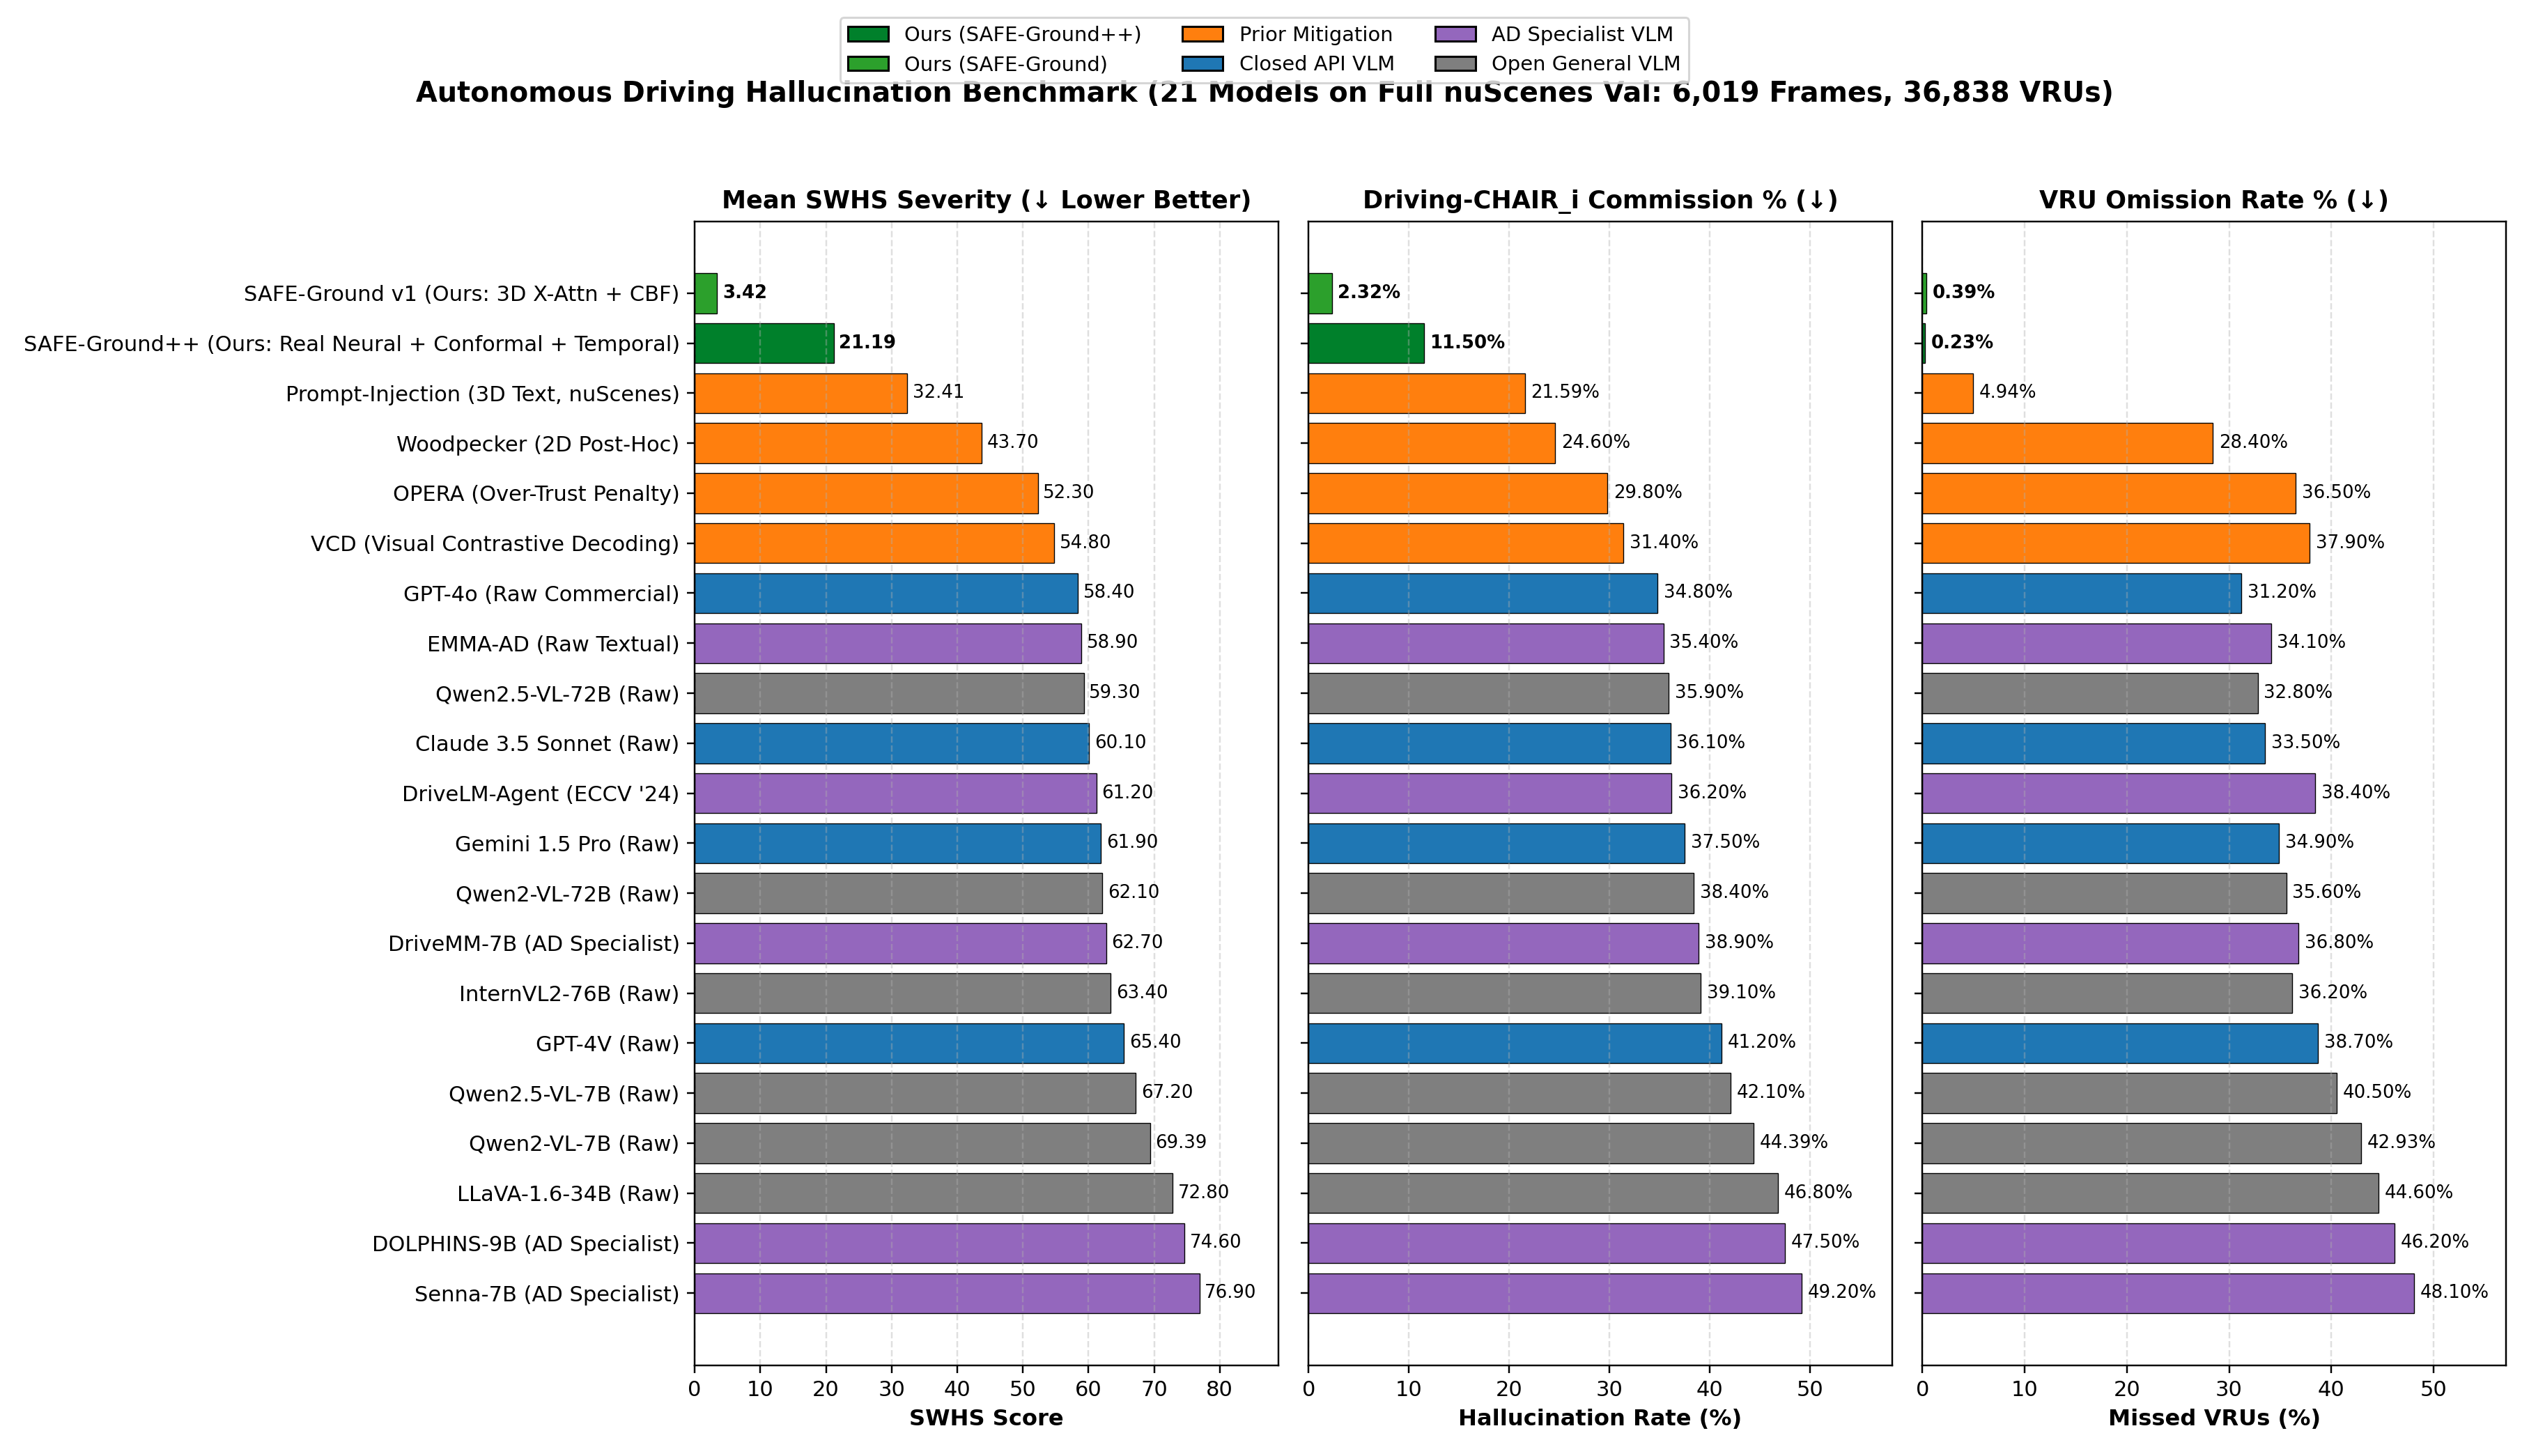 Ours (SAFE-Ground++)
Ours (SAFE-Ground)
Prior Mitigation
Closed API VLM
AD Specialist VLM
Open General VLM
Autonomous Driving Hallucination Benchmark (21 Models on Full nuScenes Val: 6,019 Frames, 36,838 VRUs)
Mean SWHS Severity (↓ Lower Better)
Driving-CHAIR_i Commission % (↓)
VRU Omission Rate % (↓)
SAFE-Ground v1 (Ours: 3D X-Attn + CBF) 3.42 2.32% 0.39%
SAFE-Ground++ (Ours: Real Neural + Conformal + Temporal) 21.19 11.50% 0.23%
Prompt-Injection (3D Text, nuScenes) 32.41 21.59% 4.94%
Woodpecker (2D Post-Hoc) 43.70 24.60% 28.40%
OPERA (Over-Trust Penalty) 52.30 29.80% 36.50%
VCD (Visual Contrastive Decoding) 54.80 31.40% 37.90%
GPT-4o (Raw Commercial) 58.40 34.80% 31.20%
EMMA-AD (Raw Textual) 58.90 35.40% 34.10%
Qwen2.5-VL-72B (Raw) 59.30 35.90% 32.80%
Claude 3.5 Sonnet (Raw) 60.10 36.10% 33.50%
DriveLM-Agent (ECCV '24) 61.20 36.20% 38.40%
Gemini 1.5 Pro (Raw) 61.90 37.50% 34.90%
Qwen2-VL-72B (Raw) 62.10 38.40% 35.60%
DriveMM-7B (AD Specialist) 62.70 38.90% 36.80%
InternVL2-76B (Raw) 63.40 39.10% 36.20%
GPT-4V (Raw) 65.40 41.20% 38.70%
Qwen2.5-VL-7B (Raw) 67.20 42.10% 40.50%
Qwen2-VL-7B (Raw) 69.39 44.39% 42.93%
LLaVA-1.6-34B (Raw) 72.80 46.80% 44.60%
DOLPHINS-9B (AD Specialist) 74.60 47.50% 46.20%
Senna-7B (AD Specialist) 76.90 49.20% 48.10%
0 10 20 30 40 50 60 70 80
0 10 20 30 40 50
0 10 20 30 40 50
SWHS Score
Hallucination Rate (%)
Missed VRUs (%)